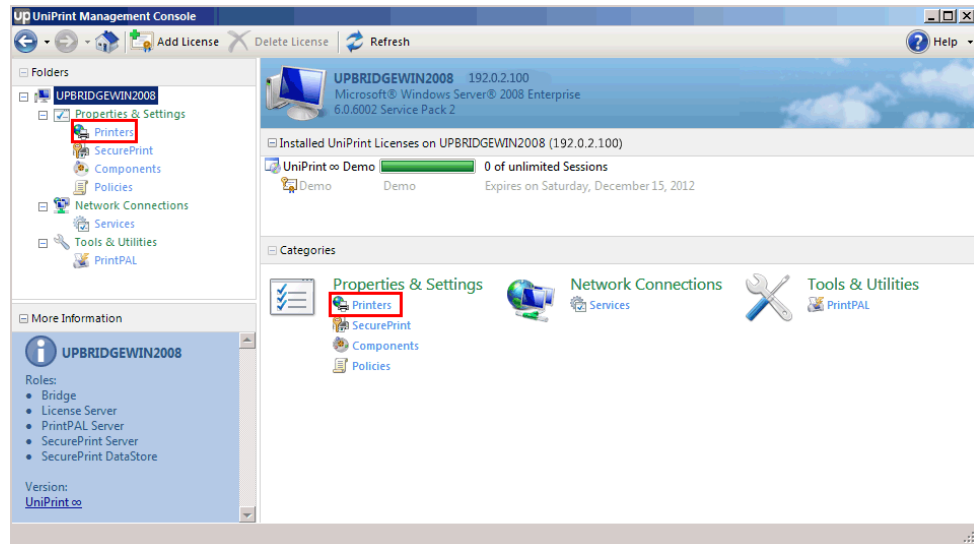 UP UniPrint Management Console
Add License Delete License Refresh Help
Folders
UPBRIDGEWIN2008
Properties & Settings
Printers
SecurePrint
Components
Policies
Network Connections
Services
Tools & Utilities
PrintPAL
More Information
UPBRIDGEWIN2008
Roles:
• Bridge
• License Server
• PrintPAL Server
• SecurePrint Server
• SecurePrint DataStore
Version:
UniPrint ∞
UPBRIDGEWIN2008 192.0.2.100
Microsoft® Windows Server® 2008 Enterprise
6.0.6002 Service Pack 2
Installed UniPrint Licenses on UPBRIDGEWIN2008 (192.0.2.100)
UniPrint ∞ Demo 0 of unlimited Sessions
Demo Demo Expires on Saturday, December 15, 2012
Categories
Properties & Settings
Printers
SecurePrint
Components
Policies
Network Connections
Services
Tools & Utilities
PrintPAL